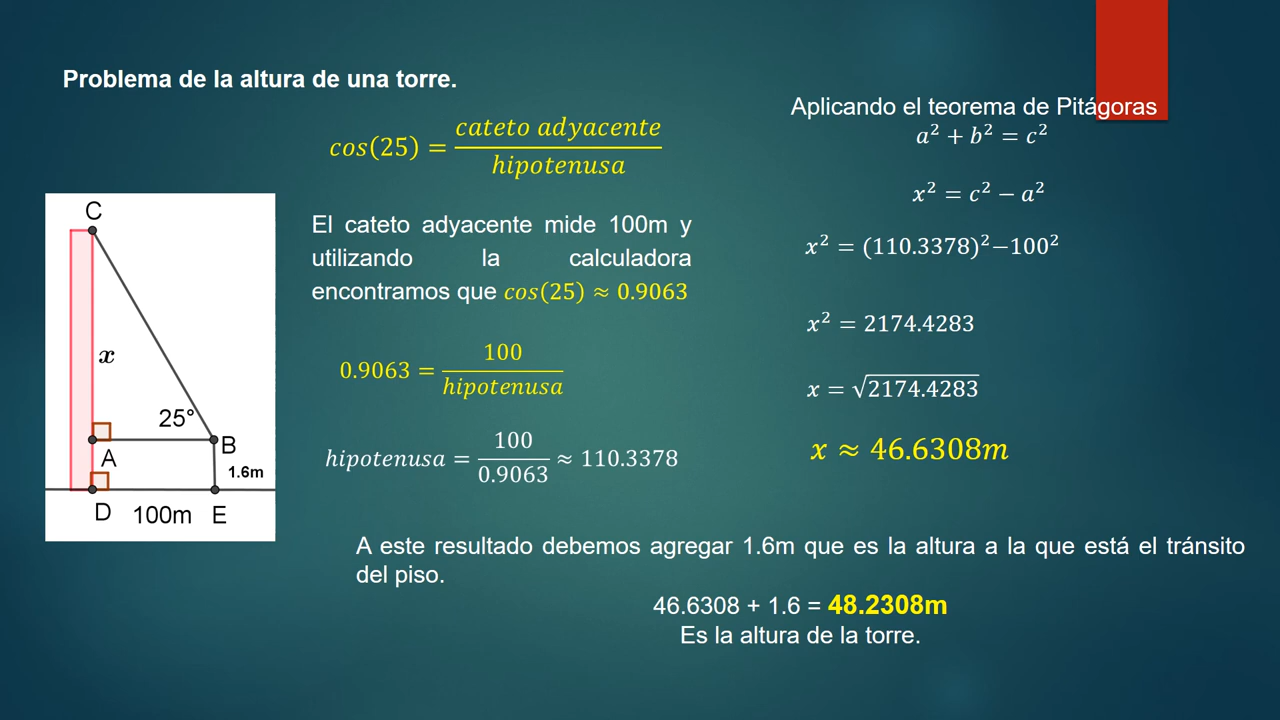 Problema de la altura de una torre.
cos(25) = cateto adyacente / hipotenusa
El cateto adyacente mide 100m y
utilizando la calculadora
encontramos que cos(25) ≈ 0.9063
0.9063 = 100 / hipotenusa
hipotenusa = 100 / 0.9063 ≈ 110.3378
C
x
25°
B
A
1.6m
D 100m E
Aplicando el teorema de Pitágoras
a² + b² = c²
x² = c² − a²
x² = (110.3378)²−100²
x² = 2174.4283
x = √2174.4283
x ≈ 46.6308m
A este resultado debemos agregar 1.6m que es la altura a la que está el tránsito
del piso.
46.6308 + 1.6 = 48.2308m
Es la altura de la torre.